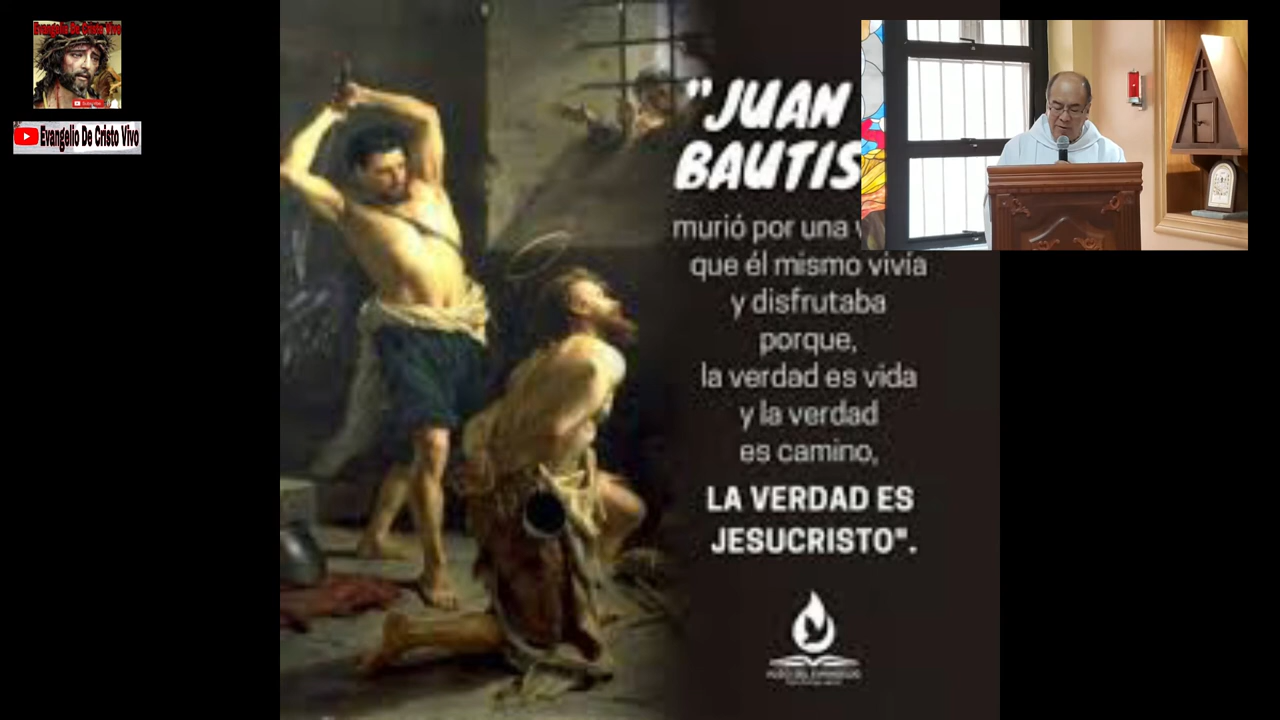 Evangelio De Cristo Vivo
Evangelio De Cristo Vivo
"JUAN
BAUTIS
murió por una
que él mismo vivía
y disfrutaba
porque,
la verdad es vida
y la verdad
es camino,
LA VERDAD ES
JESUCRISTO".